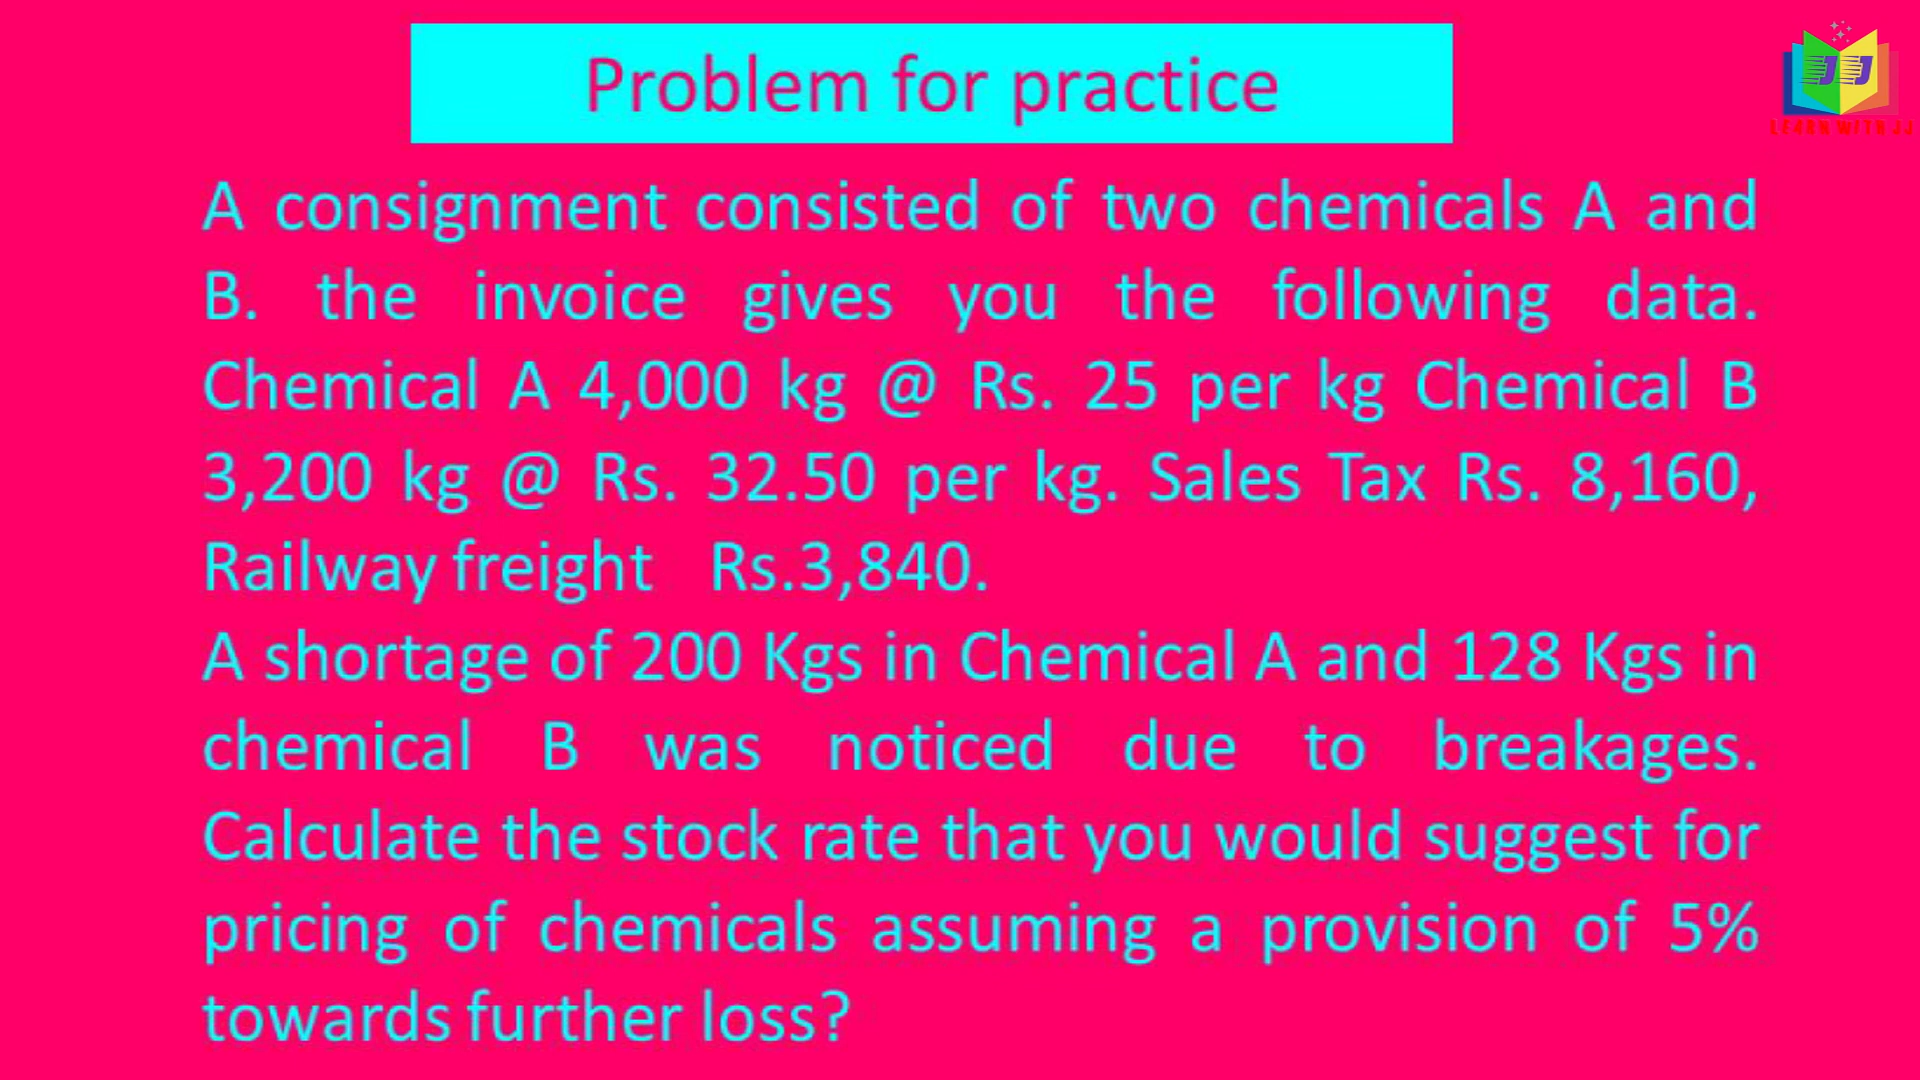 Problem for practice
LEARN WITH JJ
A consignment consisted of two chemicals A and
B. the invoice gives you the following data.
Chemical A 4,000 kg @ Rs. 25 per kg Chemical B
3,200 kg @ Rs. 32.50 per kg. Sales Tax Rs. 8,160,
Railway freight Rs.3,840.
A shortage of 200 Kgs in Chemical A and 128 Kgs in
chemical B was noticed due to breakages.
Calculate the stock rate that you would suggest for
pricing of chemicals assuming a provision of 5%
towards further loss?